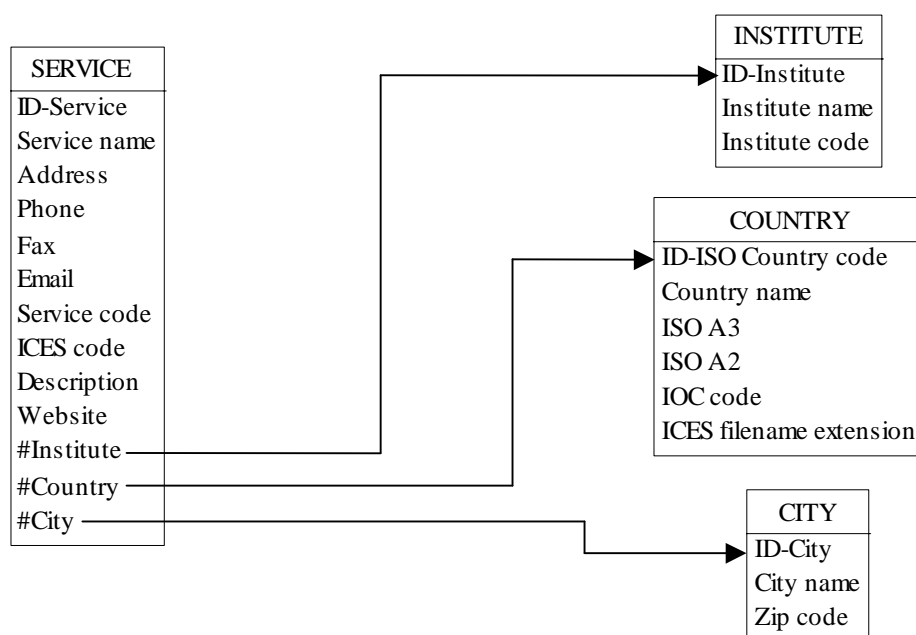 SERVICE
ID-Service
Service name
Address
Phone
Fax
Email
Service code
ICES code
Description
Website
#Institute
#Country
#City
INSTITUTE
ID-Institute
Institute name
Institute code
COUNTRY
ID-ISO Country code
Country name
ISO A3
ISO A2
IOC code
ICES filename extension
CITY
ID-City
City name
Zip code